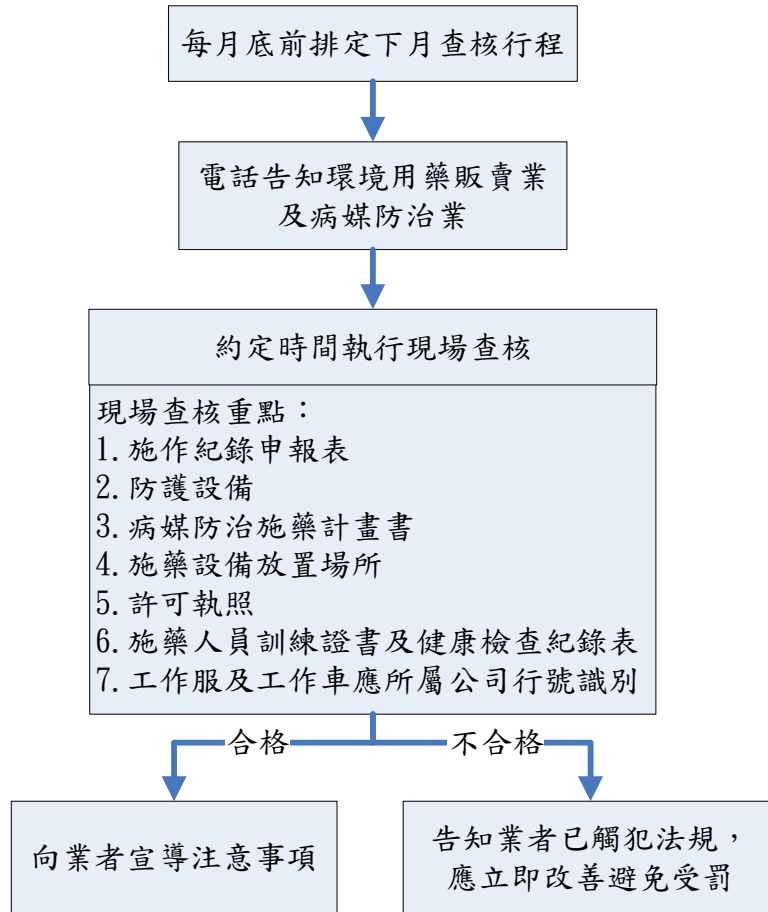 每月底前排定下月查核行程
電話告知環境用藥販賣業
及病媒防治業
約定時間執行現場查核
現場查核重點：
1.施作紀錄申報表
2.防護設備
3.病媒防治施藥計畫書
4.施藥設備放置場所
5.許可執照
6.施藥人員訓練證書及健康檢查紀錄表
7.工作服及工作車應所屬公司行號識別
合格
不合格
向業者宣導注意事項
告知業者已觸犯法規，
應立即改善避免受罰